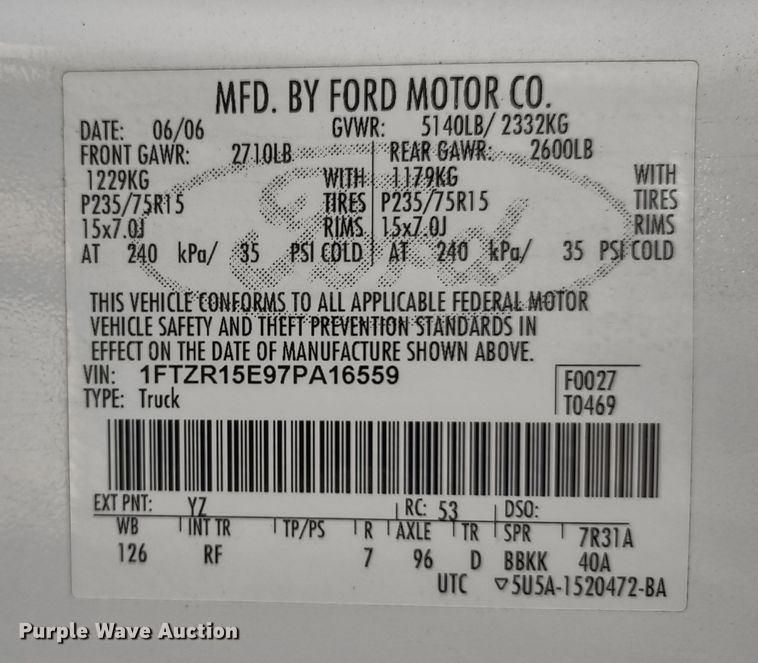 MFD. BY FORD MOTOR CO.
DATE: 06/06 GVWR: 5140LB/ 2332KG
FRONT GAWR: 2710LB REAR GAWR: 2600LB
1229KG WITH 1179KG WITH
P235/75R15 TIRES P235/75R15 TIRES
15x7.0J RIMS 15x7.0J RIMS
AT 240 kPa/ 35 PSI COLD AT 240 kPa/ 35 PSI COLD
Ford
THIS VEHICLE CONFORMS TO ALL APPLICABLE FEDERAL MOTOR
VEHICLE SAFETY AND THEFT PREVENTION STANDARDS IN
EFFECT ON THE DATE OF MANUFACTURE SHOWN ABOVE.
VIN: 1FTZR15E97PA16559 F0027
TYPE: Truck T0469
EXT PNT: YZ RC: 53 DSO:
WB INT TR TP/PS R AXLE TR SPR 7R31A
126 RF 7 96 D BBKK 40A
UTC ▽5U5A-1520472-BA
Purple Wave Auction